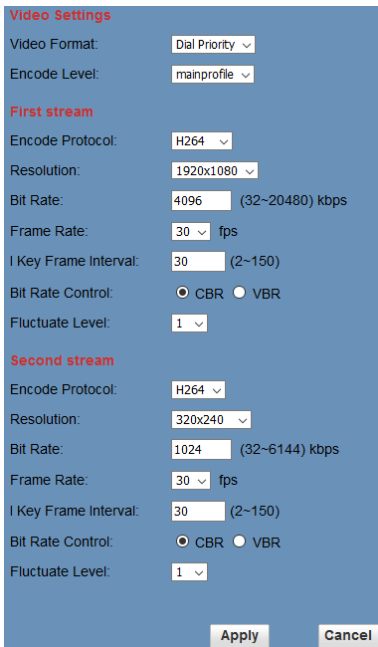 Video Settings
Video Format: Dial Priority
Encode Level: mainprofile
First stream
Encode Protocol: H264
Resolution: 1920x1080
Bit Rate: 4096 (32~20480) kbps
Frame Rate: 30 fps
I Key Frame Interval: 30 (2~150)
Bit Rate Control: CBR VBR
Fluctuate Level: 1
Second stream
Encode Protocol: H264
Resolution: 320x240
Bit Rate: 1024 (32~6144) kbps
Frame Rate: 30 fps
I Key Frame Interval: 30 (2~150)
Bit Rate Control: CBR VBR
Fluctuate Level: 1
Apply Cancel